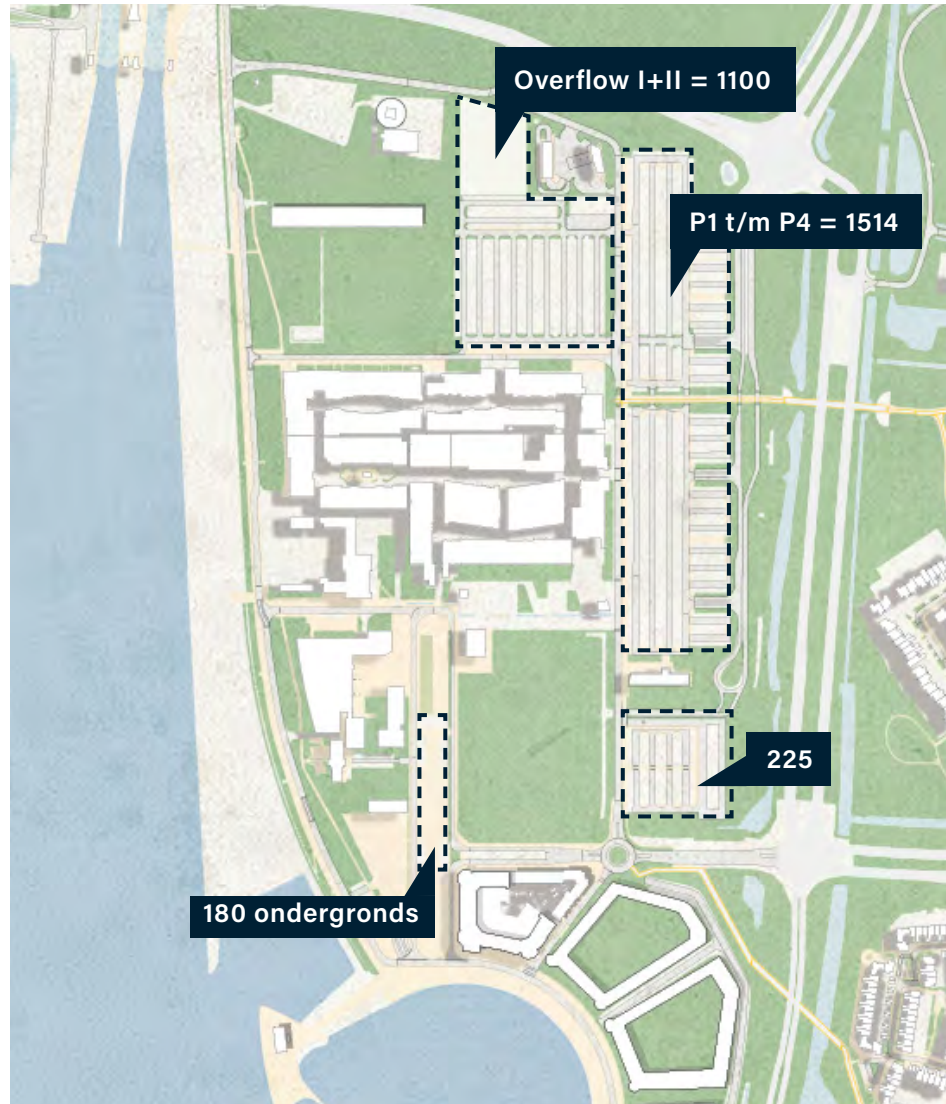 Overflow I+II = 1100
P1 t/m P4 = 1514
225
180 ondergronds